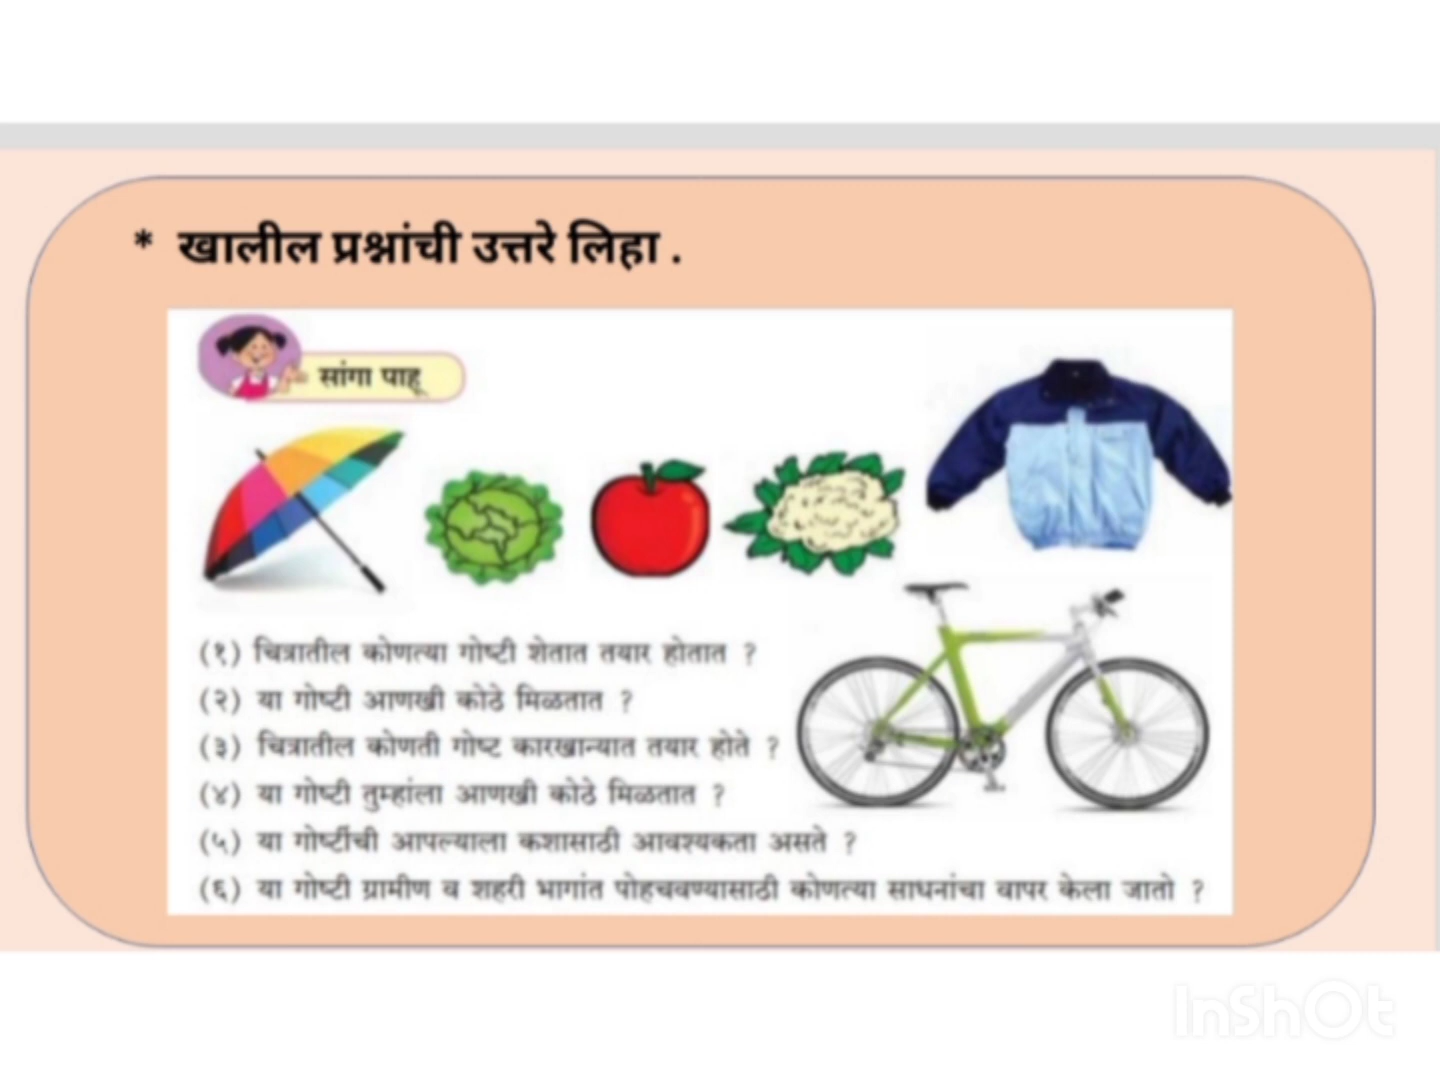 * खालील प्रश्नांची उत्तरे लिहा .
सांगा पाहू
(१) चित्रातील कोणत्या गोष्टी शेतात तयार होतात ?
(२) या गोष्टी आणखी कोठे मिळतात ?
(३) चित्रातील कोणती गोष्ट कारखान्यात तयार होते ?
(४) या गोष्टी तुम्हांला आणखी कोठे मिळतात ?
(५) या गोष्टींची आपल्याला कशासाठी आवश्यकता असते ?
(६) या गोष्टी ग्रामीण व शहरी भागांत पोहचवण्यासाठी कोणत्या साधनांचा वापर केला जातो ?
InShOt